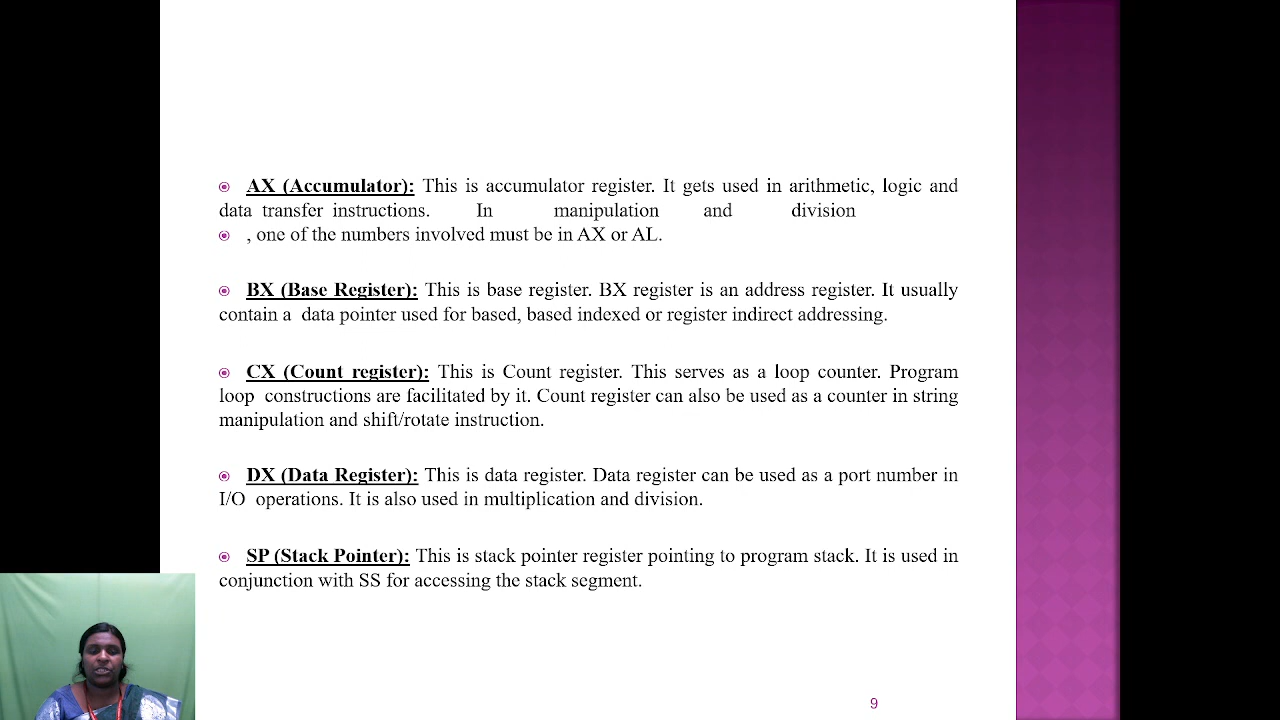 AX (Accumulator): This is accumulator register. It gets used in arithmetic, logic and
data transfer instructions. In manipulation and division
, one of the numbers involved must be in AX or AL.
BX (Base Register): This is base register. BX register is an address register. It usually
contain a data pointer used for based, based indexed or register indirect addressing.
CX (Count register): This is Count register. This serves as a loop counter. Program
loop constructions are facilitated by it. Count register can also be used as a counter in string
manipulation and shift/rotate instruction.
DX (Data Register): This is data register. Data register can be used as a port number in
I/O operations. It is also used in multiplication and division.
SP (Stack Pointer): This is stack pointer register pointing to program stack. It is used in
conjunction with SS for accessing the stack segment.
9